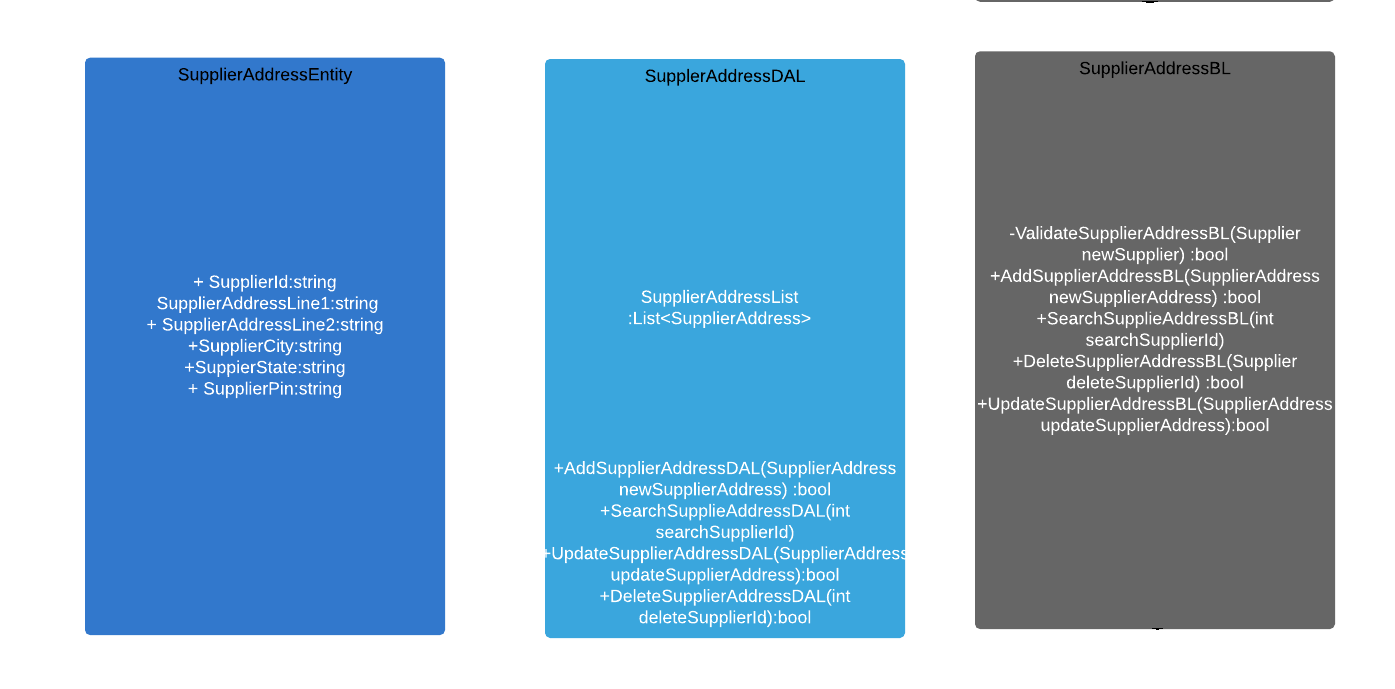 SupplierAddressEntity
+ SupplierId:string
SupplierAddressLine1:string
+ SupplierAddressLine2:string
+SupplierCity:string
+SuppierState:string
+ SupplierPin:string
SupplerAddressDAL
SupplierAddressList
:List<SupplierAddress>
+AddSupplierAddressDAL(SupplierAddress
newSupplierAddress) :bool
+SearchSupplieAddressDAL(int
searchSupplierId)
+UpdateSupplierAddressDAL(SupplierAddress
updateSupplierAddress):bool
+DeleteSupplierAddressDAL(int
deleteSupplierId):bool
SupplierAddressBL
-ValidateSupplierAddressBL(Supplier
newSupplier) :bool
+AddSupplierAddressBL(SupplierAddress
newSupplierAddress) :bool
+SearchSupplieAddressBL(int
searchSupplierId)
+DeleteSupplierAddressBL(Supplier
deleteSupplierId) :bool
+UpdateSupplierAddressBL(SupplierAddress
updateSupplierAddress):bool